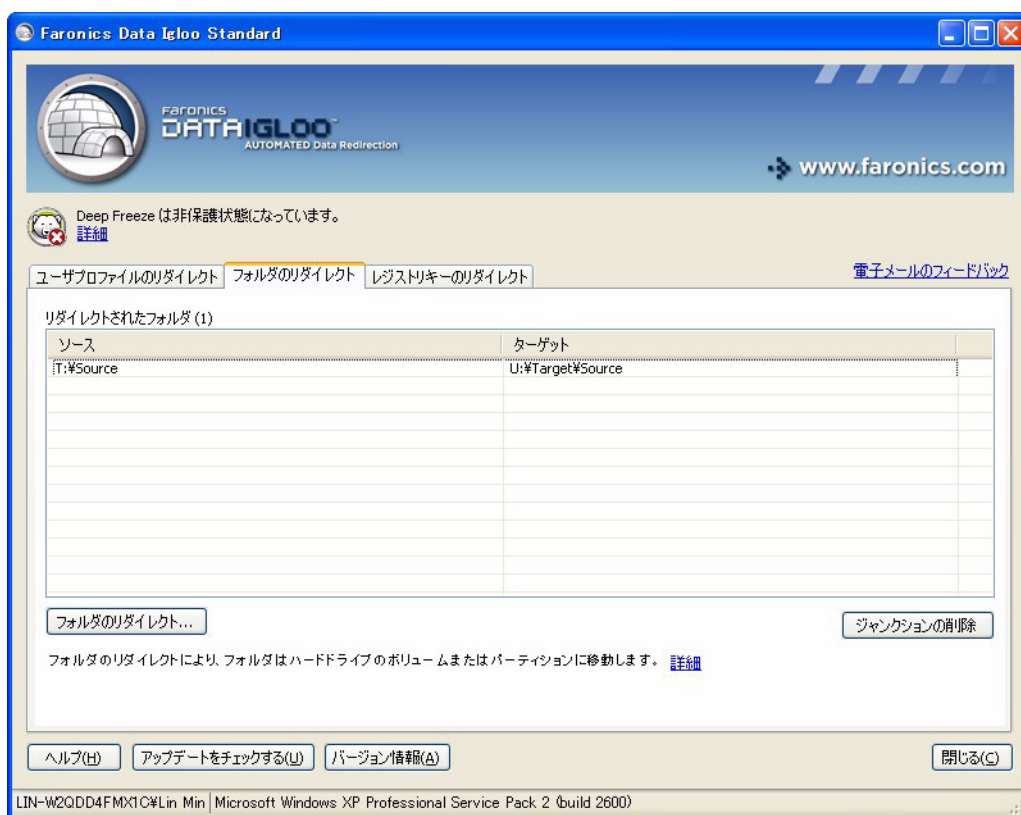 Faronics Data Igloo Standard
Faronics
DATAIGLOO™
AUTOMATED Data Redirection
www.faronics.com
Deep Freeze は非保護状態になっています。
詳細
ユーザプロファイルのリダイレクト フォルダのリダイレクト レジストリキーのリダイレクト 電子メールのフィードバック
リダイレクトされたフォルダ (1)
ソース ターゲット
T:¥Source U:¥Target¥Source
フォルダのリダイレクト... ジャンクションの削除
フォルダのリダイレクトにより、フォルダはハードドライブのボリュームまたはパーティションに移動します。 詳細
ヘルプ(H) アップデートをチェックする(U) バージョン情報(A) 閉じる(C)
LIN-W2QDD4FMX1C¥Lin Min Microsoft Windows XP Professional Service Pack 2 (build 2600)